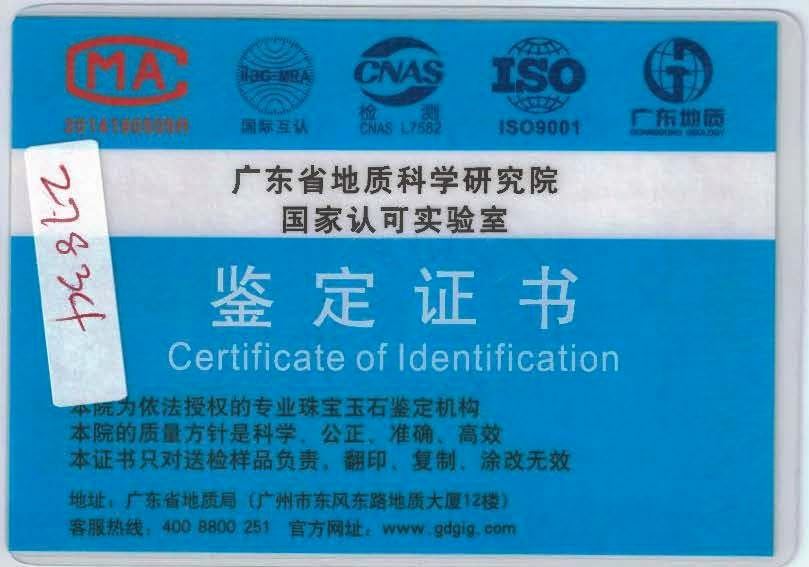 CMA
ilac-MRA
CNAS
ISO
国际互认
检 测
CNAS L7562
ISO9001
广东地质
GUANGDONG GEOLOGY
广东省地质科学研究院
国家认可实验室
鉴定证书
Certificate of Identification
本院为依法授权的专业珠宝玉石鉴定机构
本院的质量方针是科学、公正、准确、高效
本证书只对送检样品负责，翻印、复制、涂改无效
地址：广东省地质局（广州市东风东路地质大厦12楼）
客服热线：400 8800 251 官方网址：www.gdgig.com